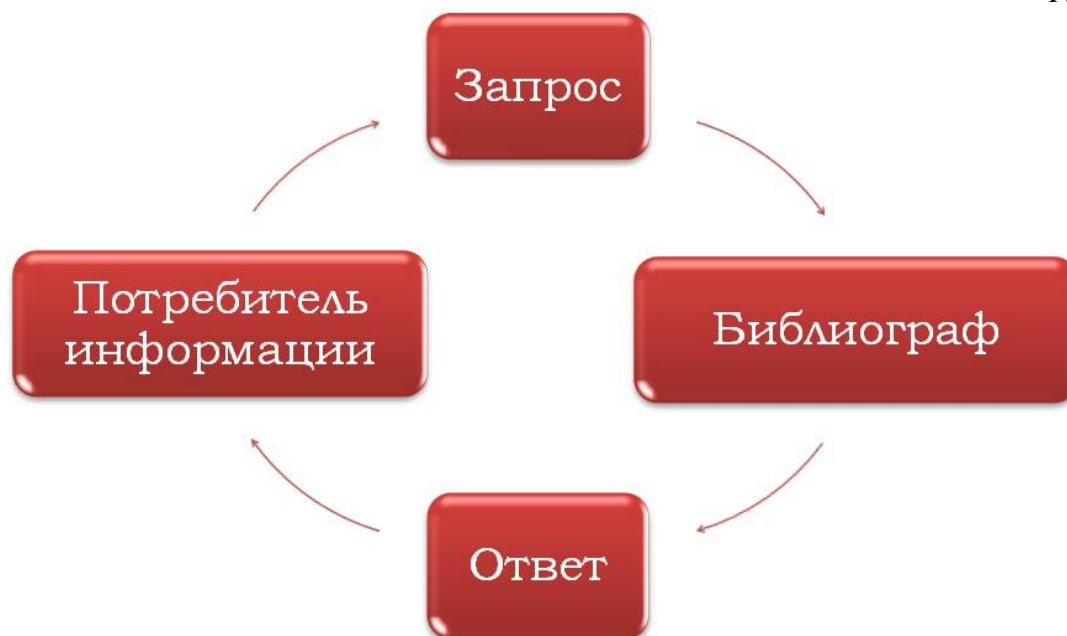 Запрос
Потребитель
информации
Библиограф
Ответ